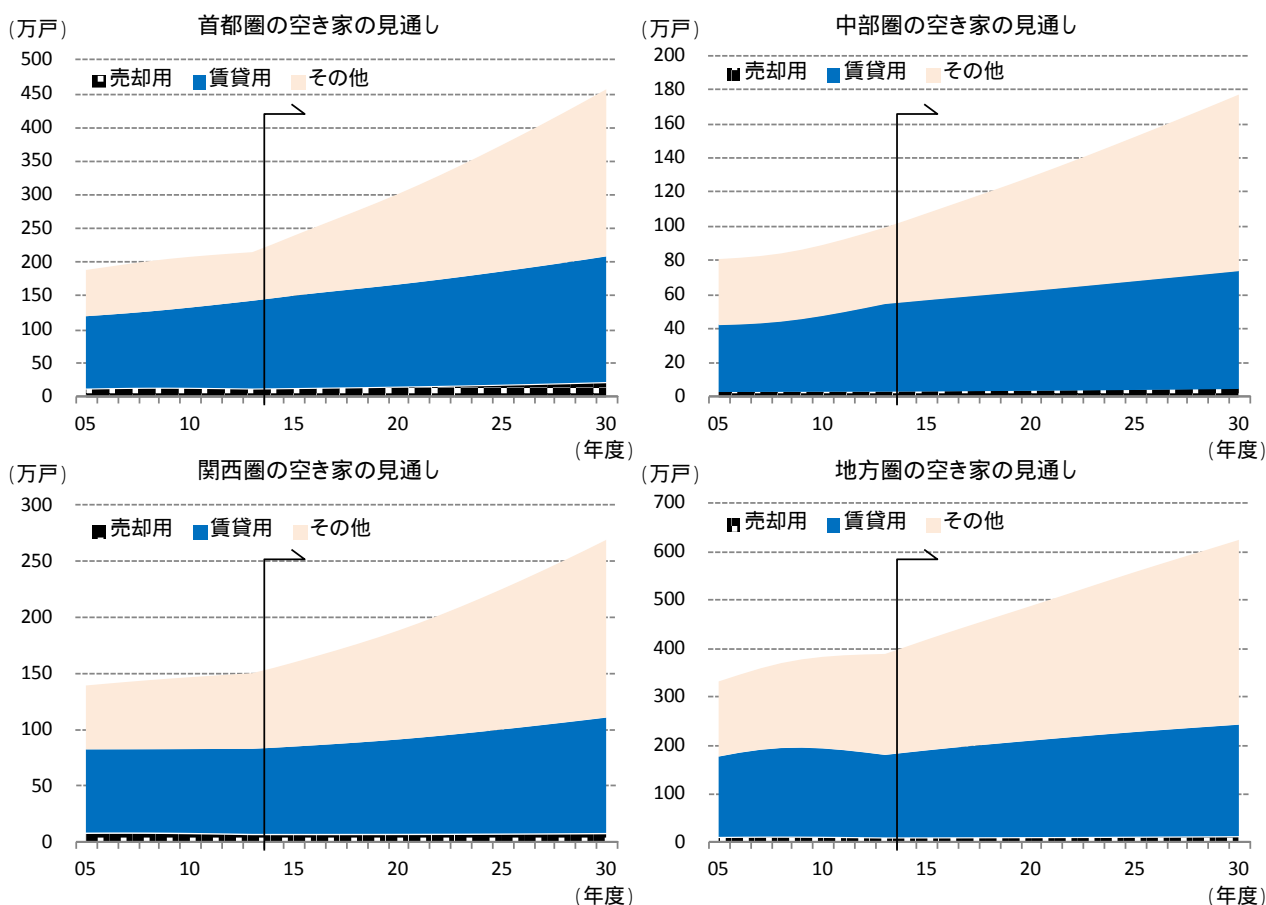 首都圏の空き家の見通し
(万戸)
500
450
400
350
300
250
200
150
100
50
0
売却用 賃貸用 その他
05 10 15 20 25 30
(年度)
中部圏の空き家の見通し
(万戸)
200
180
160
140
120
100
80
60
40
20
0
売却用 賃貸用 その他
05 10 15 20 25 30
(年度)
関西圏の空き家の見通し
(万戸)
300
250
200
150
100
50
0
売却用 賃貸用 その他
05 10 15 20 25 30
(年度)
地方圏の空き家の見通し
(万戸)
700
600
500
400
300
200
100
0
売却用 賃貸用 その他
05 10 15 20 25 30
(年度)